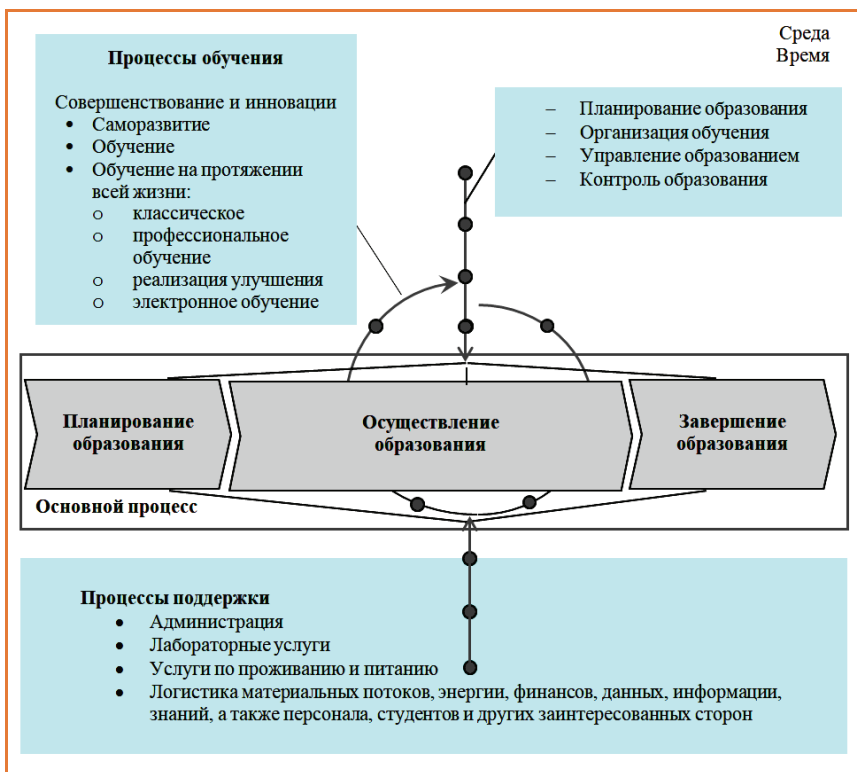 Среда
Время
Процессы обучения
Совершенствование и инновации
• Саморазвитие
• Обучение
• Обучение на протяжении
всей жизни:
o классическое
o профессиональное
обучение
o реализация улучшения
o электронное обучение
– Планирование образования
– Организация обучения
– Управление образованием
– Контроль образования
Планирование
образования
Осуществление
образования
Завершение
образования
Основной процесс
Процессы поддержки
• Администрация
• Лабораторные услуги
• Услуги по проживанию и питанию
• Логистика материальных потоков, энергии, финансов, данных, информации,
знаний, а также персонала, студентов и других заинтересованных сторон